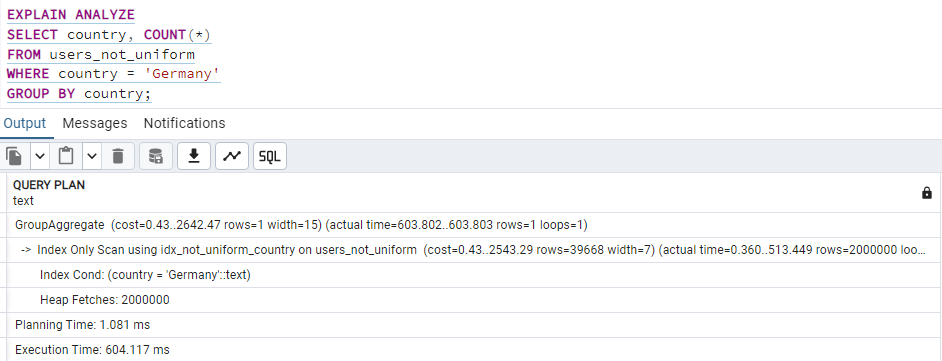 EXPLAIN ANALYZE
SELECT country, COUNT(*)
FROM users_not_uniform
WHERE country = 'Germany'
GROUP BY country;
Output Messages Notifications
SQL
QUERY PLAN
text
GroupAggregate (cost=0.43..2642.47 rows=1 width=15) (actual time=603.802..603.803 rows=1 loops=1)
-> Index Only Scan using idx_not_uniform_country on users_not_uniform (cost=0.43..2543.29 rows=39668 width=7) (actual time=0.360..513.449 rows=2000000 loo...
Index Cond: (country = 'Germany'::text)
Heap Fetches: 2000000
Planning Time: 1.081 ms
Execution Time: 604.117 ms